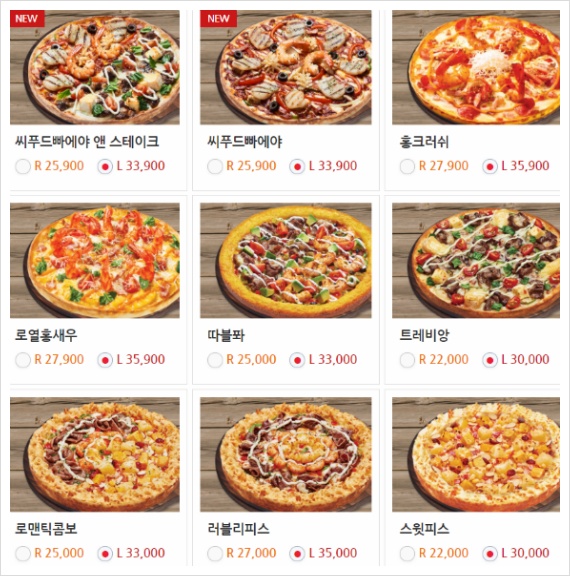 NEW
NEW
씨푸드빠에야 앤 스테이크
씨푸드빠에야
홍크러쉬
R 25,900 L 33,900
R 25,900 L 33,900
R 27,900 L 35,900
로열홍새우
따블퐈
트레비앙
R 27,900 L 35,900
R 25,000 L 33,000
R 22,000 L 30,000
로맨틱콤보
러블리피스
스윗피스
R 25,000 L 33,000
R 27,000 L 35,000
R 22,000 L 30,000